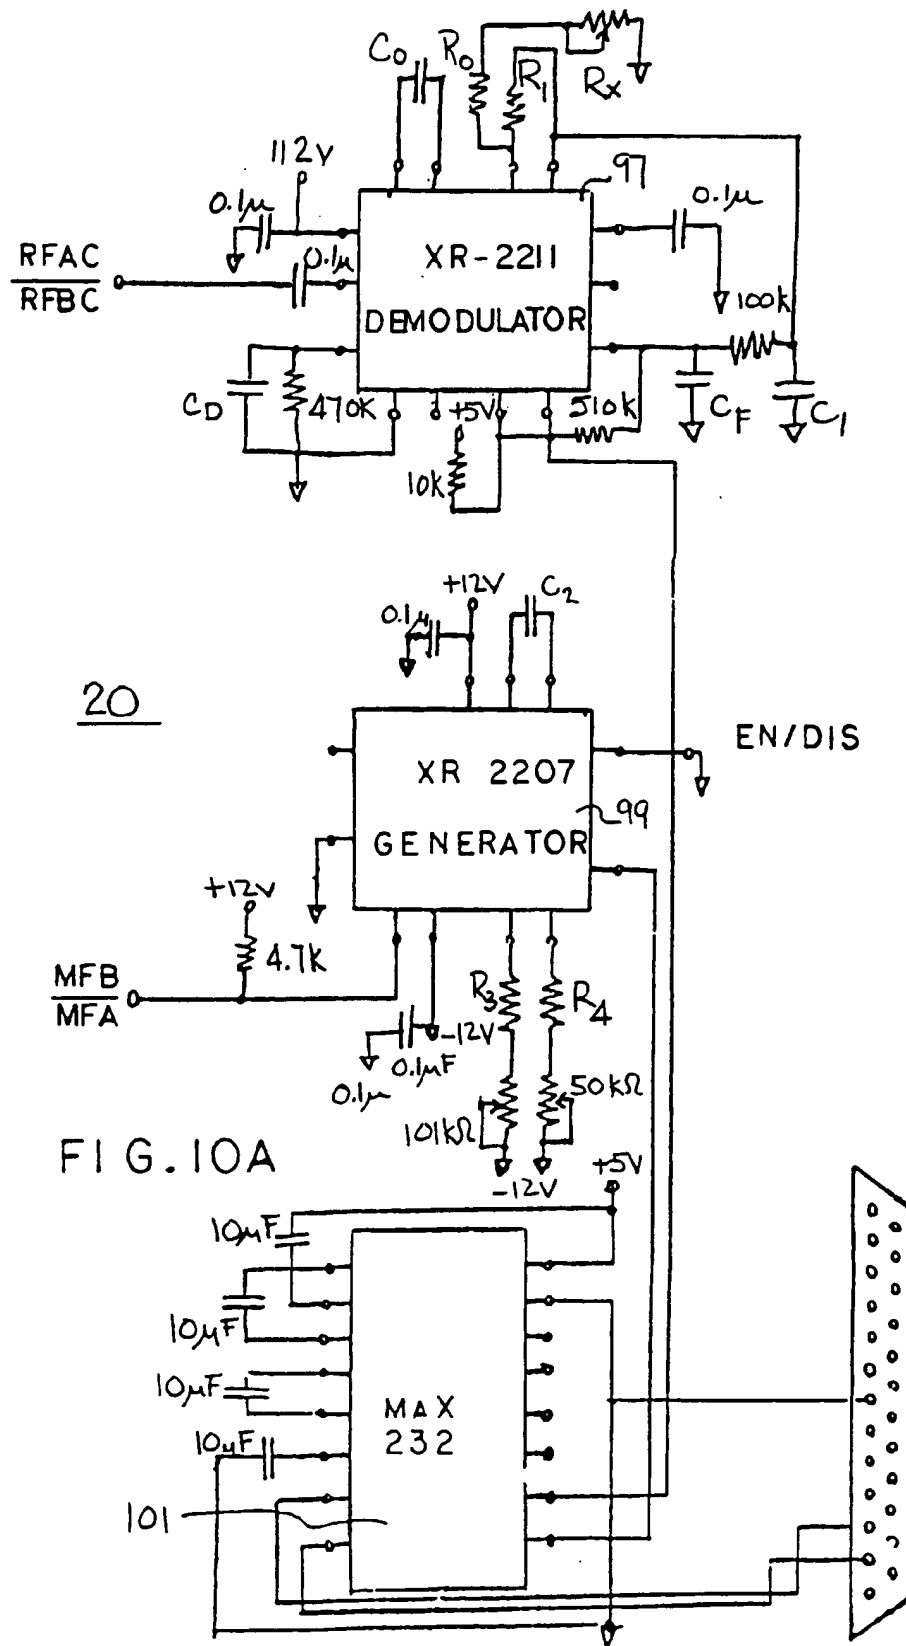 C0
R0
R1
Rx
112V
97
0.1μ
0.1μ
0.1μ
RFAC
RFBC
XR-2211
DEMODULATOR
100k
CD
470K
+5V
510k
CF
C1
10k
+12V
C2
0.1μ
20
EN/DIS
XR 2207
99
GENERATOR
+12V
4.7K
MFB
MFA
R3
R4
-12V
0.1μF
0.1μ
101kΩ
50kΩ
-12V
FIG.10A
+5V
10μF
10μF
10μF
MAX
232
10μF
101